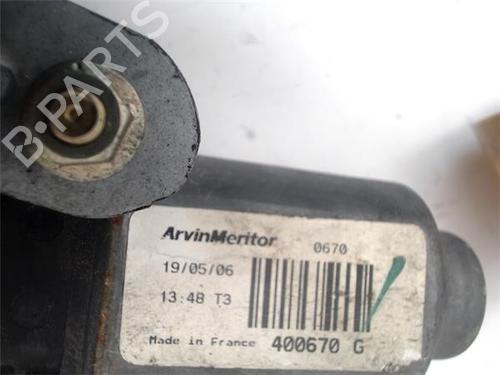 B-PARTS
ArvinMeritor 0670
19/05/06
13:48 T3
Made in France 400670 G